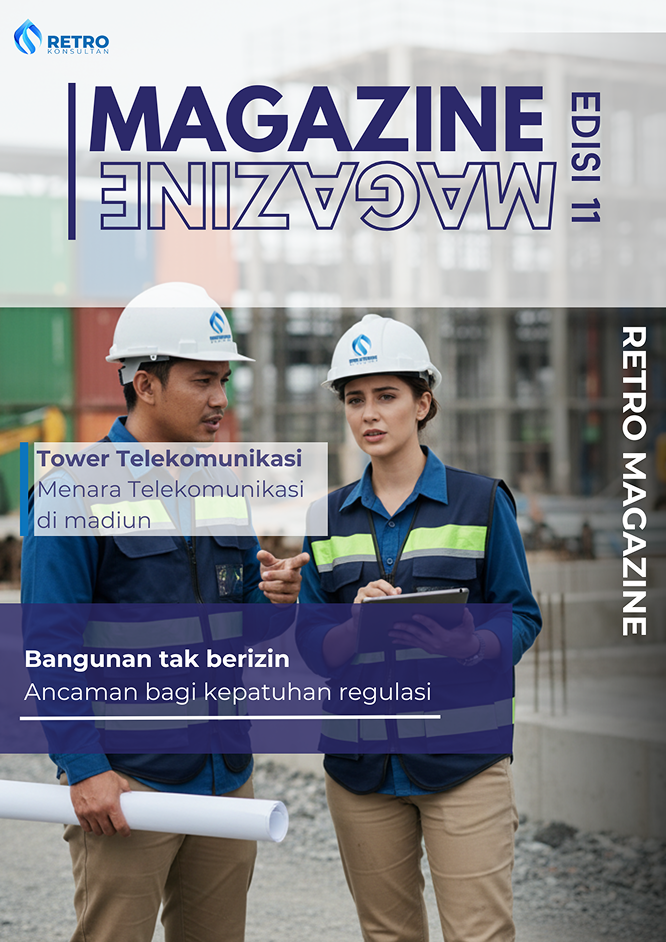 RETRO
KONSULTAN
MAGAZINE
MAGAZINE
EDISI 11
RETRO MAGAZINE
Tower Telekomunikasi
Menara Telekomunikasi
di madiun
Bangunan tak berizin
Ancaman bagi kepatuhan regulasi